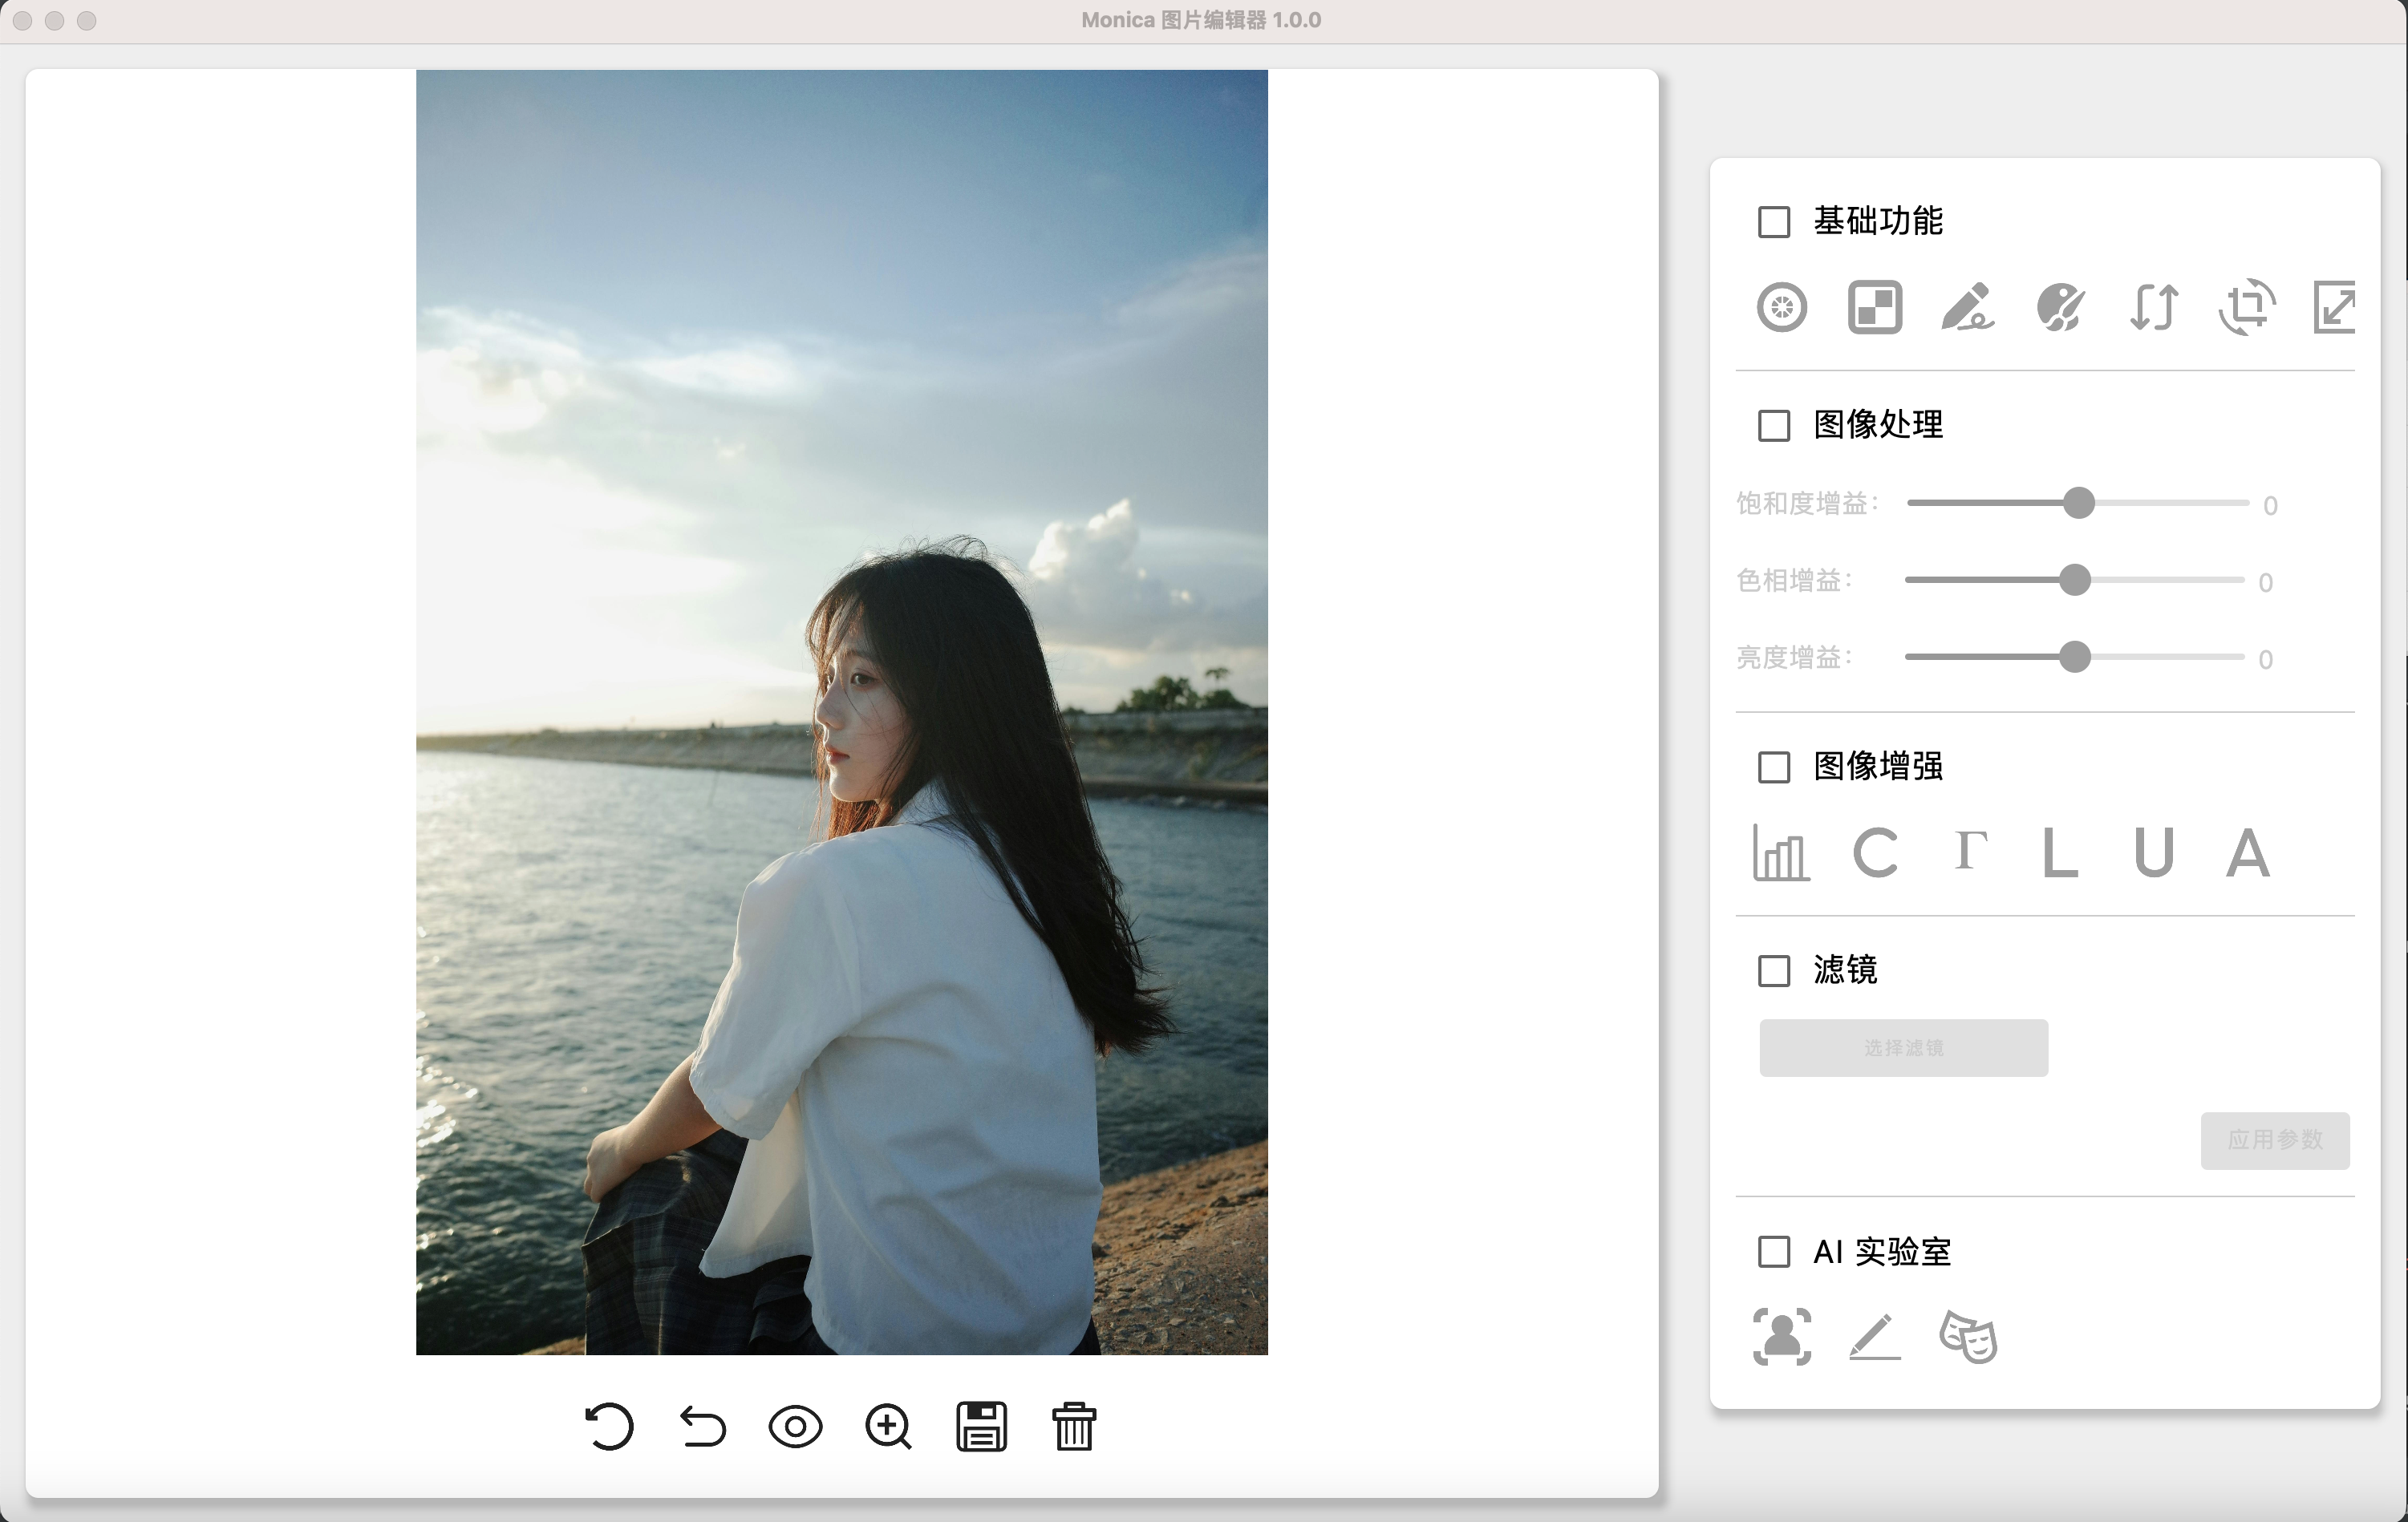 Monica 图片编辑器 1.0.0
基础功能
图像处理
饱和度增益： 0
色相增益： 0
亮度增益： 0
图像增强
C Γ L U A
滤镜
选择滤镜
应用参数
AI 实验室